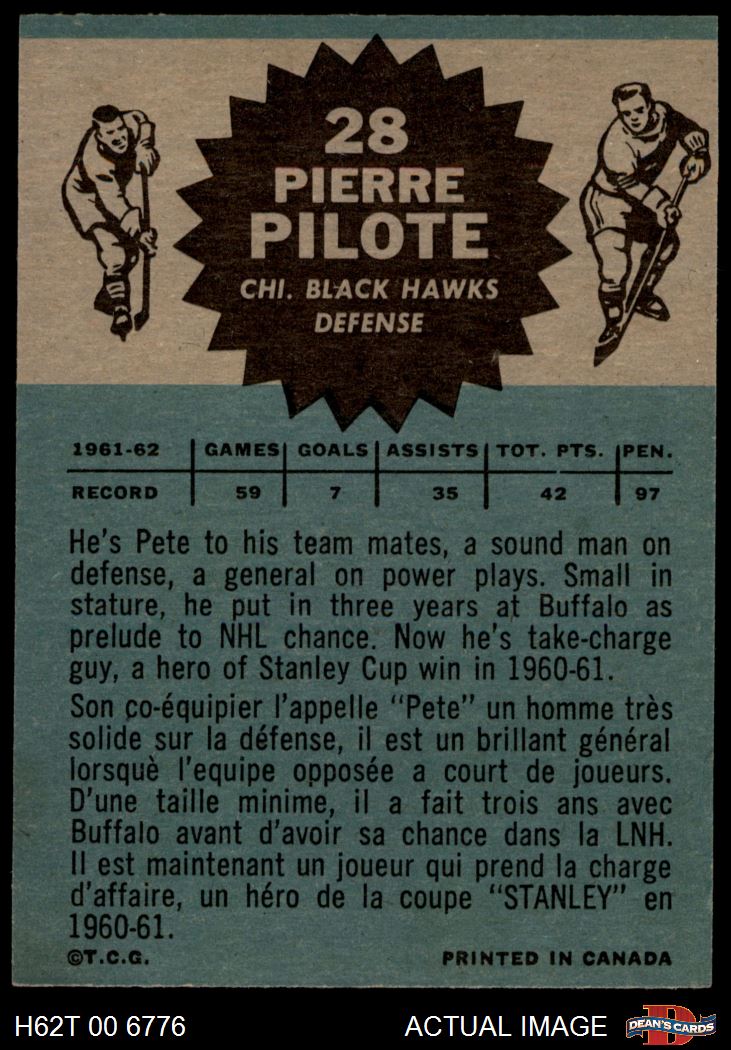 28
PIERRE
PILOTE
CHI. BLACK HAWKS
DEFENSE
1961-62 GAMES GOALS ASSISTS TOT. PTS. PEN.
RECORD 59 7 35 42 97
He's Pete to his team mates, a sound man on
defense, a general on power plays. Small in
stature, he put in three years at Buffalo as
prelude to NHL chance. Now he's take-charge
guy, a hero of Stanley Cup win in 1960-61.
Son co-équipier l'appelle "Pete" un homme très
solide sur la défense, il est un brillant général
lorsquè l'equipe opposée a court de joueurs.
D'une taille minime, il a fait trois ans avec
Buffalo avant d'avoir sa chance dans la LNH.
Il est maintenant un joueur qui prend la charge
d'affaire, un héro de la coupe "STANLEY" en
1960-61.
©T.C.G. PRINTED IN CANADA
H62T 00 6776 ACTUAL IMAGE DEAN'S CARDS